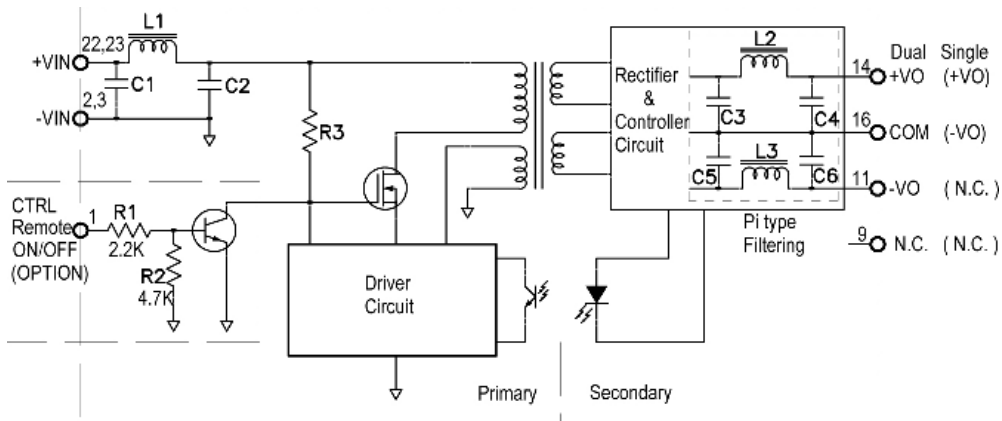 L1
22,23
+VIN
C1
C2
2,3
-VIN
R3
CTRL
Remote
ON/OFF
(OPTION)
1
R1
2.2K
R2
4.7K
Driver
Circuit
Primary
Secondary
Rectifier
&
Controller
Circuit
L2
C3
C4
C5
L3
C6
Pi type
Filtering
Dual Single
14 +VO (+VO)
16 COM (-VO)
11 -VO ( N.C. )
9 N.C. ( N.C. )